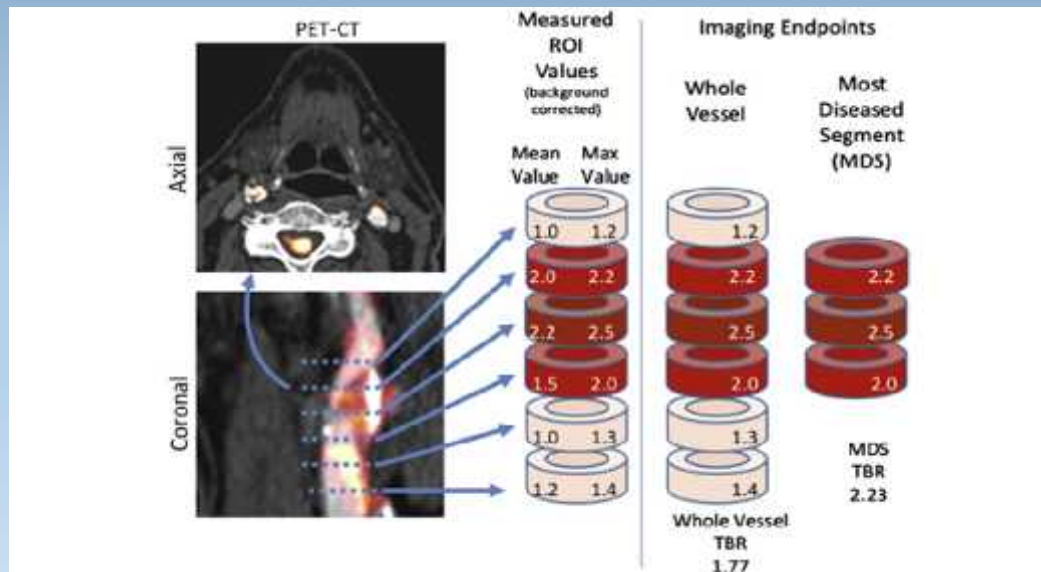 PET-CT
Axial
Coronal
Measured
ROI
Values
(background
corrected)
Mean
Value
Max
Value
1.0 1.2
2.0 2.2
2.2 2.5
1.5 2.0
1.0 1.3
1.2 1.4
Imaging Endpoints
Whole
Vessel
1.2
2.2
2.5
2.0
1.3
1.4
Whole Vessel
TBR
1.77
Most
Diseased
Segment
(MDS)
2.2
2.5
2.0
MDS
TBR
2.23